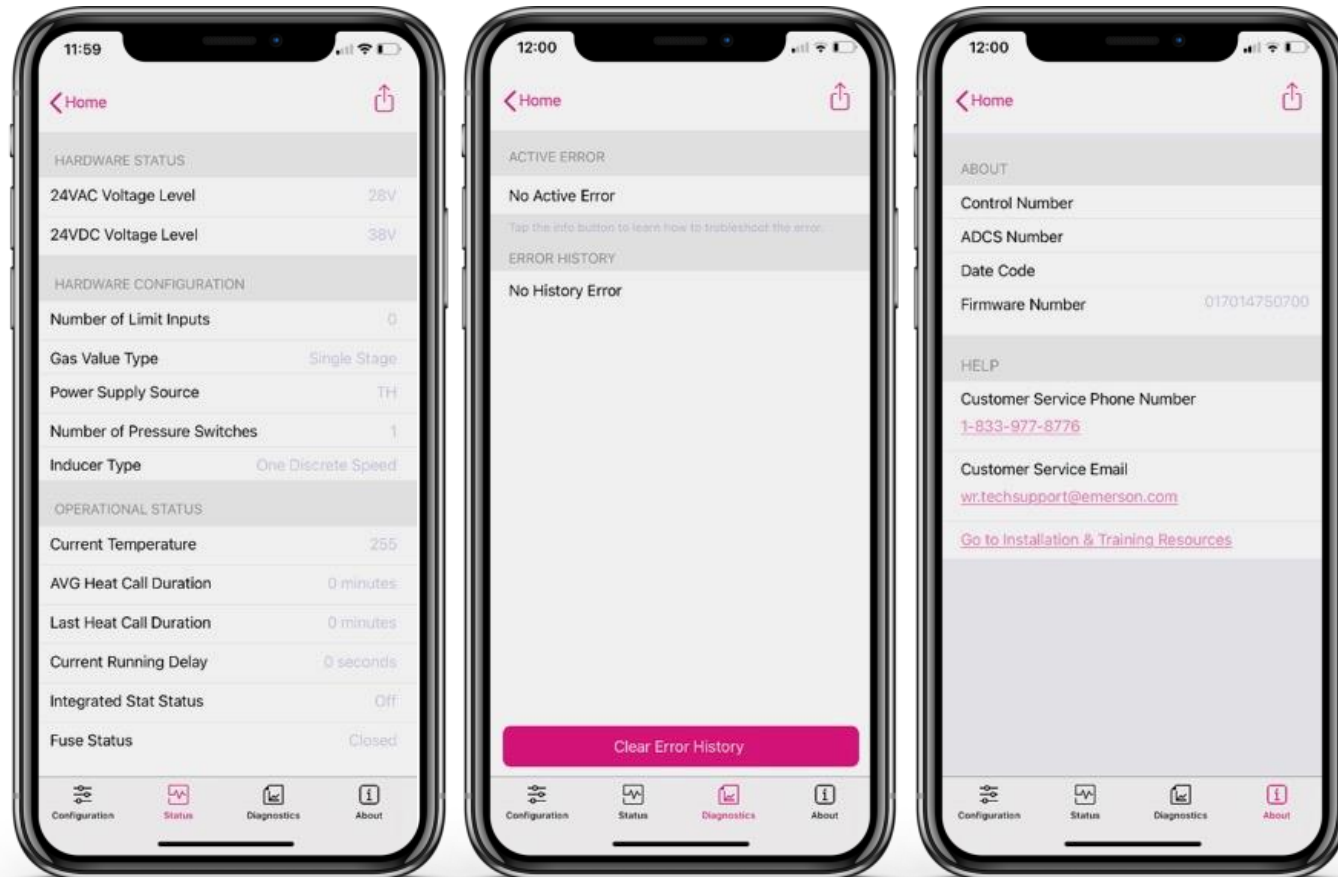 11:59
Home
HARDWARE STATUS
24VAC Voltage Level 28V
24VDC Voltage Level 38V
HARDWARE CONFIGURATION
Number of Limit Inputs 0
Gas Value Type Single Stage
Power Supply Source TH
Number of Pressure Switches 1
Inducer Type One Discrete Speed
OPERATIONAL STATUS
Current Temperature 255
AVG Heat Call Duration 0 minutes
Last Heat Call Duration 0 minutes
Current Running Delay 0 seconds
Integrated Stat Status Off
Fuse Status Closed
Configuration Status Diagnostics About
12:00
Home
ACTIVE ERROR
No Active Error
Tap the info button to learn how to trubleshoot the error.
ERROR HISTORY
No History Error
Clear Error History
Configuration Status Diagnostics About
12:00
Home
ABOUT
Control Number
ADCS Number
Date Code
Firmware Number 017014750700
HELP
Customer Service Phone Number
1-833-977-8776
Customer Service Email
wr.techsupport@emerson.com
Go to Installation & Training Resources
Configuration Status Diagnostics About